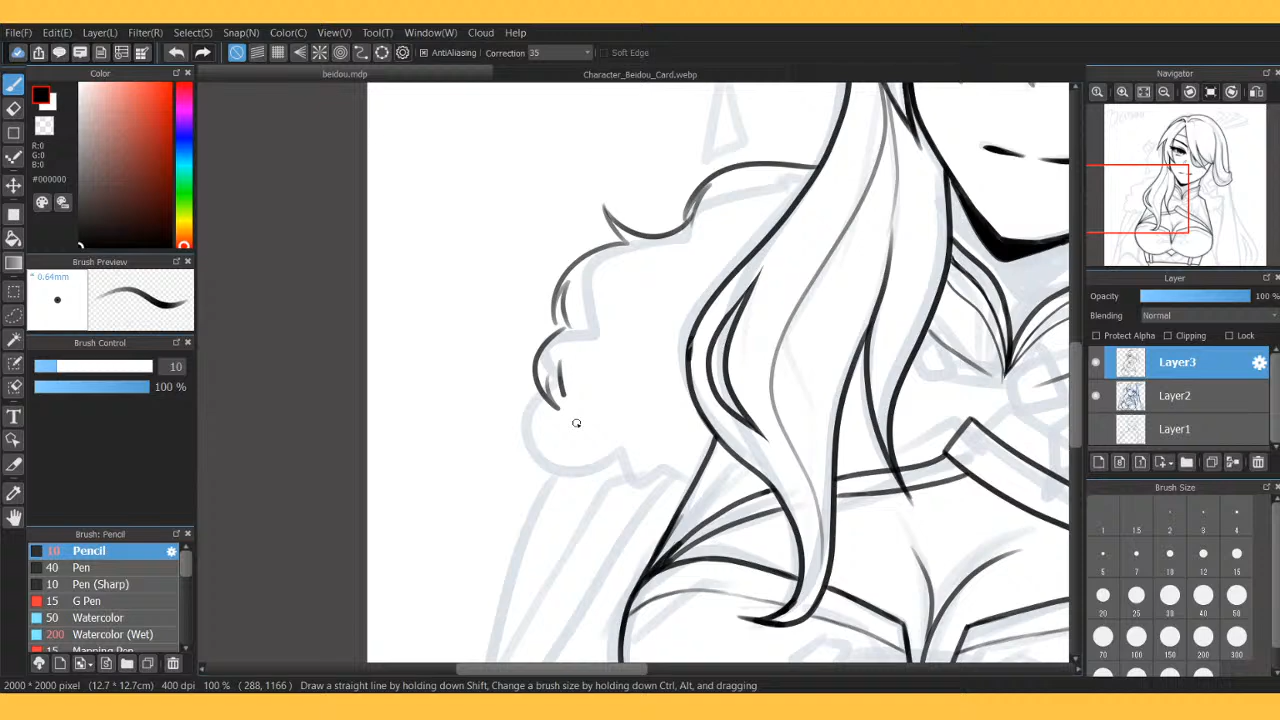 File(F) Edit(E) Layer(L) Filter(R) Select(S) Snap(N) Color(C) View(V) Tool(T) Window(W) Cloud Help
AntiAliasing Correction 35 Soft Edge
Color
beidou.mdp
Character_Beidou_Card.webp
Navigator
R:0
G:0
B:0
#000000
Brush Preview
* 0.64mm
Layer
Opacity 100 %
Blending Normal
Protect Alpha Clipping Lock
Brush Control
10
100 %
Layer3
Layer2
Layer1
Brush Size
1 1.5 2 3 4
5 7 10 12 15
20 25 30 40 50
70 100 150 200 300
Brush: Pencil
10 Pencil
40 Pen
10 Pen (Sharp)
15 G Pen
50 Watercolor
200 Watercolor (Wet)
15 Mapping Pen
2000 * 2000 pixel (12.7 * 12.7cm) 400 dpi 100 % ( 288, 1166 ) Draw a straight line by holding down Shift, Change a brush size by holding down Ctrl, Alt, and dragging